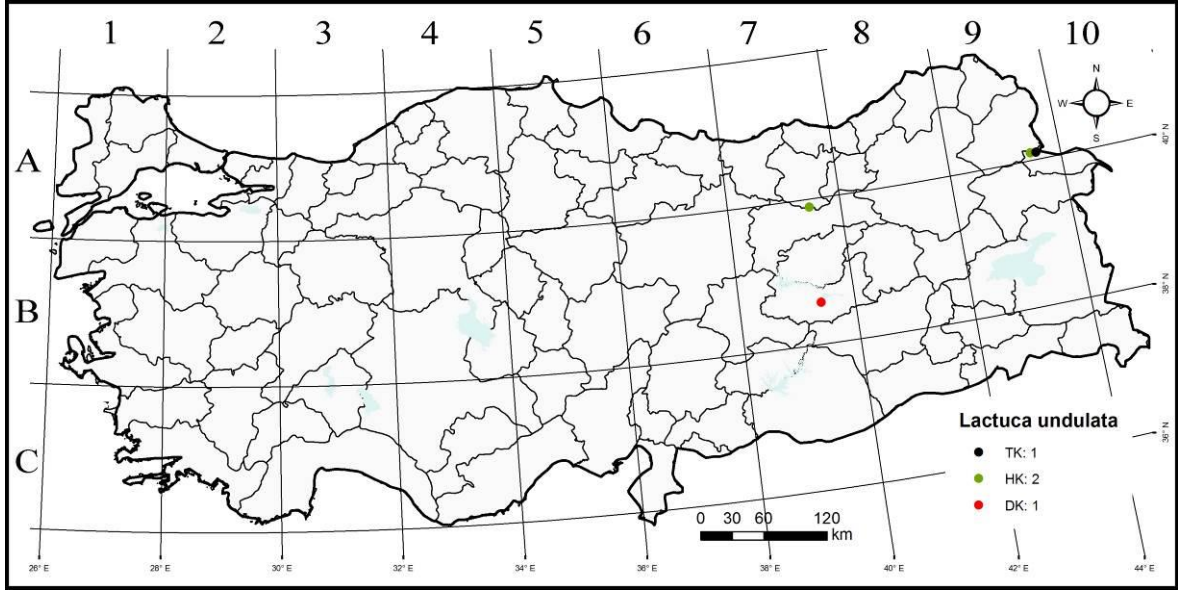 1 2 3 4 5 6 7 8 9 10
N
W E
S
40° N
A
38° N
B
Lactuca undulata
36° N
TK: 1
C
HK: 2
DK: 1
0 30 60 120
km
26° E 28° E 30° E 32° E 34° E 36° E 38° E 40° E 42° E 44° E